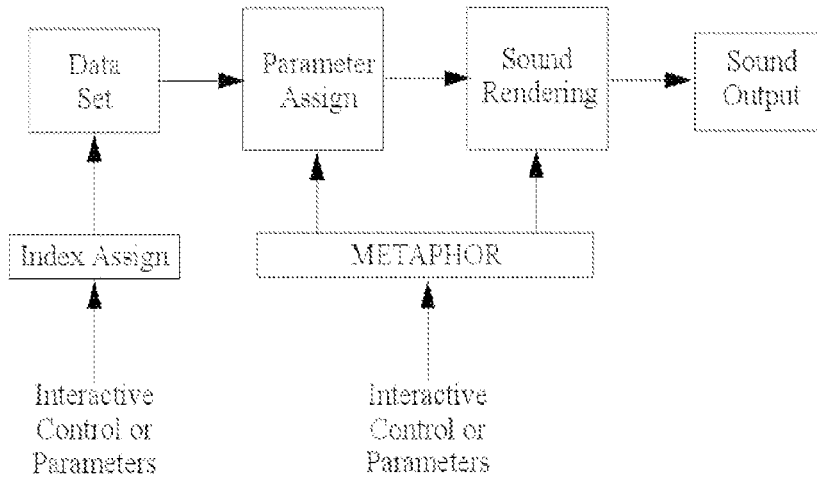 Data
Set
Parameter
Assign
Sound
Rendering
Sound
Output
Index Assign
METAPHOR
Interactive
Control or
Parameters
Interactive
Control or
Parameters